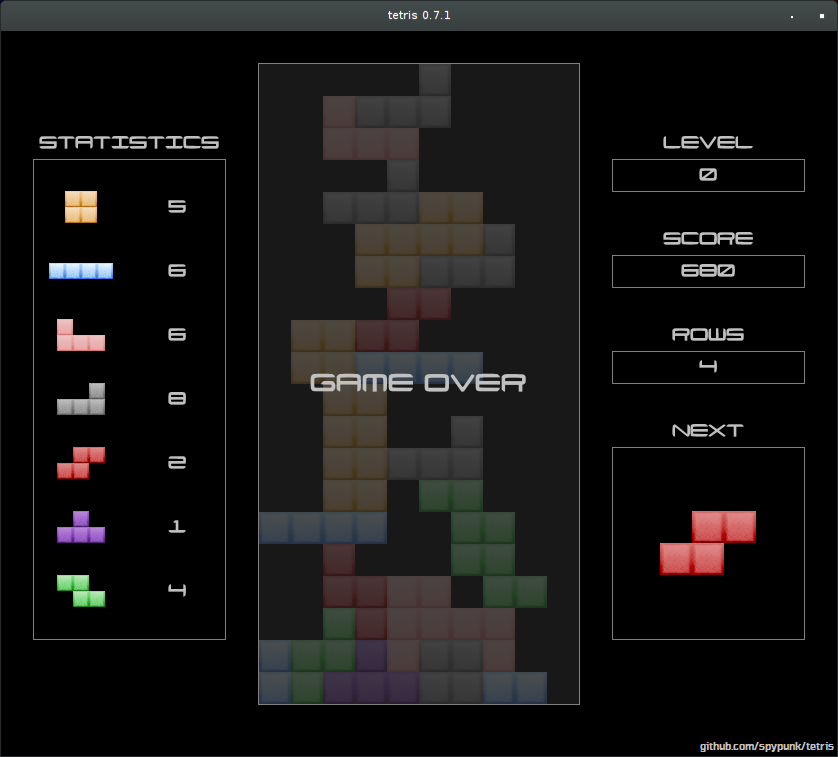 tetris 0.7.1
STATISTICS
5
6
6
8
2
1
4
GAME OVER
LEVEL
0
SCORE
680
ROWS
4
NEXT
github.com/spypunk/tetris